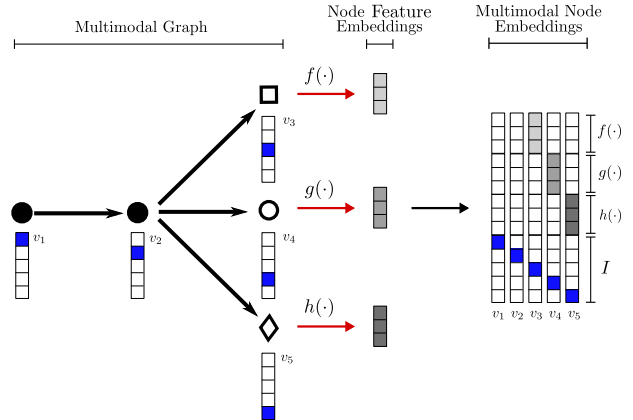 Multimodal Graph
Node Feature
Embeddings
Multimodal Node
Embeddings
f(·)
v₃
g(·)
v₁
v₂
v₄
h(·)
v₅
f(·)
g(·)
h(·)
I
v₁ v₂ v₃ v₄ v₅